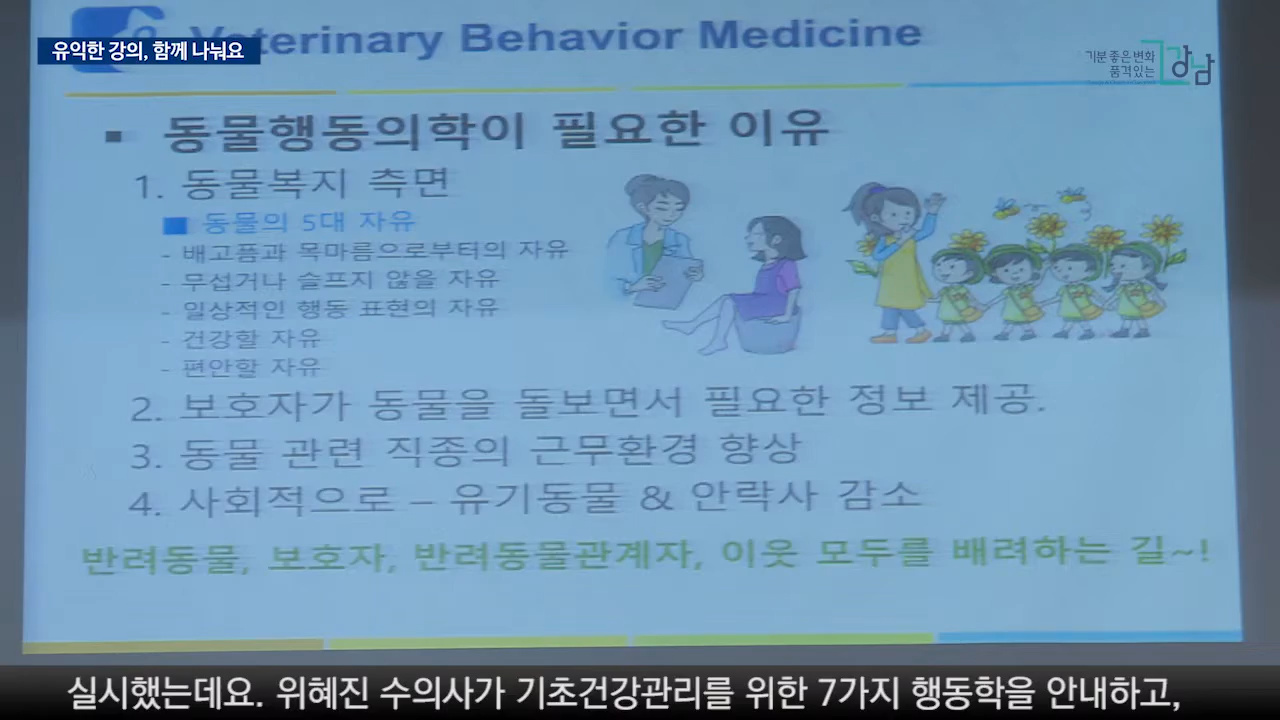 Veterinary Behavior Medicine
유익한 강의, 함께 나눠요
기분 좋은 변화
품격있는
강남
■ 동물행동의학이 필요한 이유
1. 동물복지 측면
■ 동물의 5대 자유
- 배고픔과 목마름으로부터의 자유
- 무섭거나 슬프지 않을 자유
- 일상적인 행동 표현의 자유
- 건강할 자유
- 편안할 자유
2. 보호자가 동물을 돌보면서 필요한 정보 제공.
3. 동물 관련 직종의 근무환경 향상
4. 사회적으로 – 유기동물 & 안락사 감소
반려동물, 보호자, 반려동물관계자, 이웃 모두를 배려하는 길~!
실시했는데요. 위혜진 수의사가 기초건강관리를 위한 7가지 행동학을 안내하고,